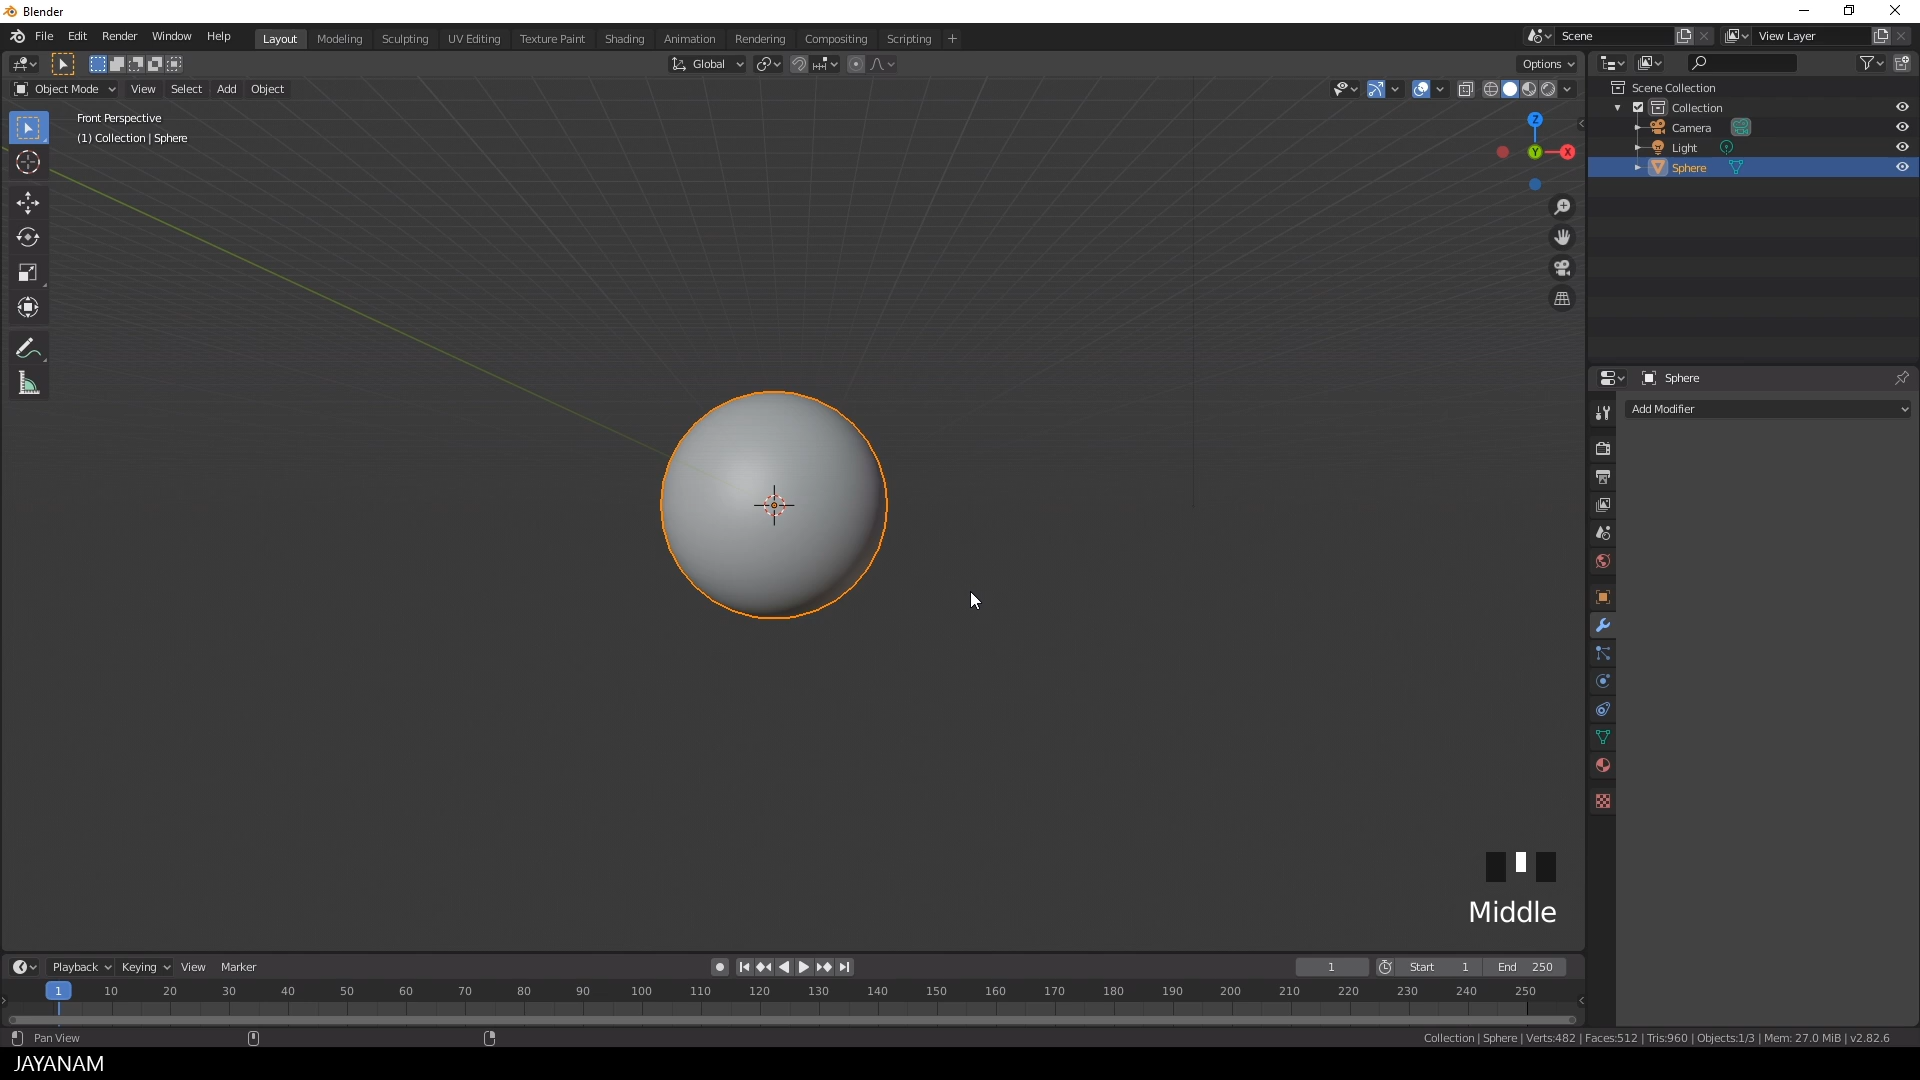 Blender
File Edit Render Window Help Layout Modeling Sculpting UV Editing Texture Paint Shading Animation Rendering Compositing Scripting + Scene View Layer
Global Options
Object Mode View Select Add Object
Front Perspective
(1) Collection | Sphere
Z
Y X
Scene Collection
Collection
Camera
Light
Sphere
Sphere
Add Modifier
Middle
Playback Keying View Marker 1 Start 1 End 250
1 10 20 30 40 50 60 70 80 90 100 110 120 130 140 150 160 170 180 190 200 210 220 230 240 250
Pan View Collection | Sphere | Verts:482 | Faces:512 | Tris:960 | Objects:1/3 | Mem: 27.0 MiB | v2.82.6
JAYANAM